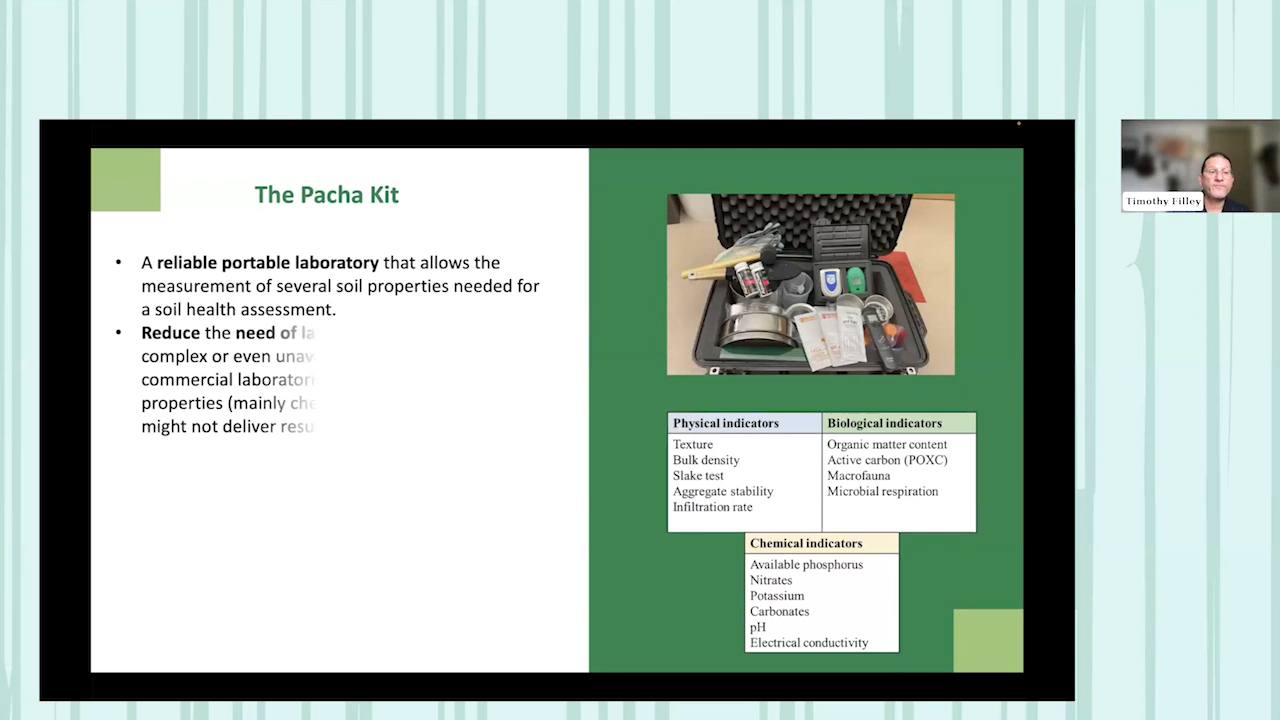 The Pacha Kit
• A reliable portable laboratory that allows the
measurement of several soil properties needed for
a soil health assessment.
• Reduce the need of
complex or even
commercial
properties (mainly
might not deliver
Physical indicators
Texture
Bulk density
Slake test
Aggregate stability
Infiltration rate
Biological indicators
Organic matter content
Active carbon (POXC)
Macrofauna
Microbial respiration
Chemical indicators
Available phosphorus
Nitrates
Potassium
Carbonates
pH
Electrical conductivity
Timothy Filley